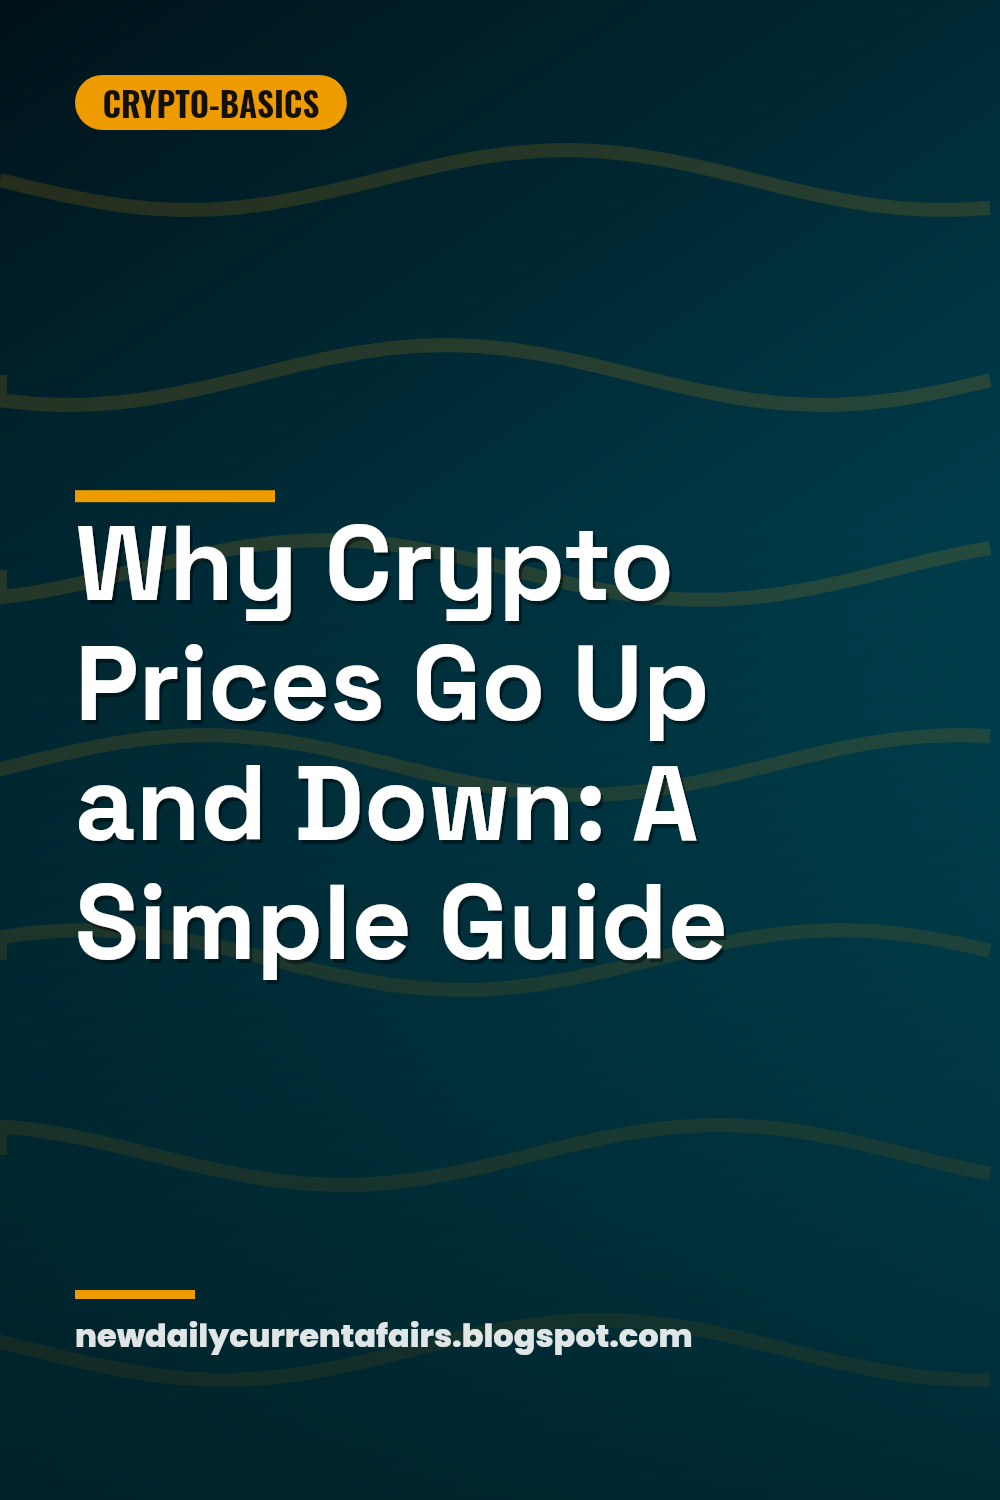 CRYPTO-BASICS
Why Crypto
Prices Go Up
and Down: A
Simple Guide
newdailycurrentafairs.blogspot.com